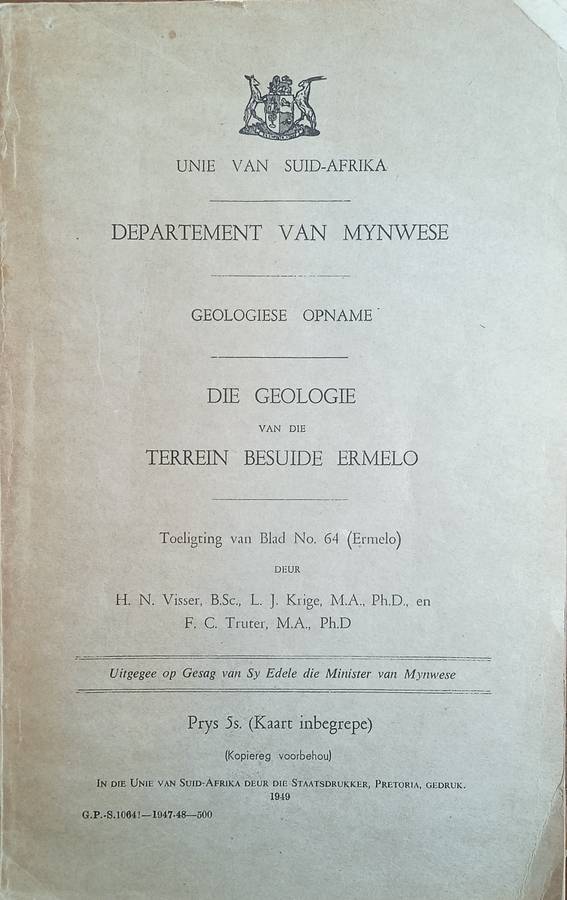 UNIE VAN SUID-AFRIKA
DEPARTEMENT VAN MYNWESE
GEOLOGIESE OPNAME
DIE GEOLOGIE
VAN DIE
TERREIN BESUIDE ERMELO
Toeligting van Blad No. 64 (Ermelo)
DEUR
H. N. Visser, B.Sc., L. J. Krige, M.A., Ph.D., en
F. C. Truter, M.A., Ph.D
Uitgegee op Gesag van Sy Edele die Minister van Mynwese
Prys 5s. (Kaart inbegrepe)
(Kopiereg voorbehou)
IN DIE UNIE VAN SUID-AFRIKA DEUR DIE STAATSDRUKKER, PRETORIA, GEDRUK.
1949
G.P.-S.10641—1947-48—500